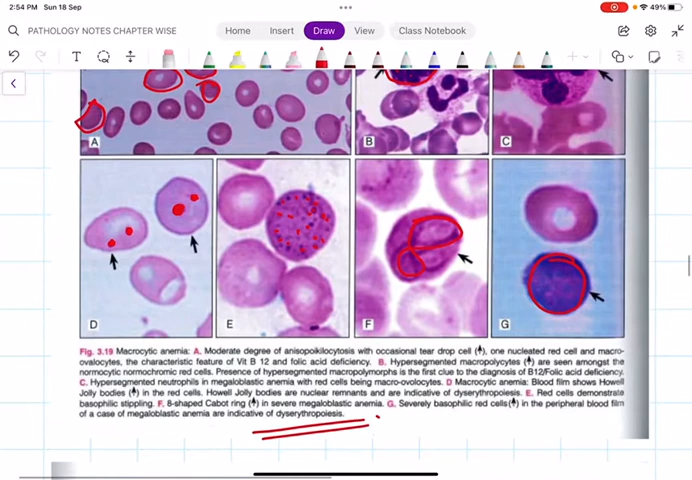 2:54 PM Sun 18 Sep
49%
PATHOLOGY NOTES CHAPTER WISE
Home Insert Draw View Class Notebook
A
B
C
D
E
F
G
Fig. 3.19 Macrocytic anemia: A. Moderate degree of anisopoikilocytosis with occasional tear drop cell (), one nucleated red cell and macro-
ovalocytes, the characteristic feature of Vit B 12 and folic acid deficiency. B. Hypersegmented macropolycytes () are seen amongst the
normocytic normochromic red cells. Presence of hypersegmented macropolymorphs is the first clue to the diagnosis of B12/Folic acid deficiency.
C. Hypersegmented neutrophils in megaloblastic anemia with red cells being macro-ovolocytes. D Macrocytic anemia: Blood film shows Howell
Jolly bodies () in the red cells. Howell Jolly bodies are nuclear remnants and are indicative of dyserythropoiesis. E. Red cells demonstrate
basophilic stippling. F. 8-shaped Cabot ring () in severe megaloblastic anemia. G. Severely basophilic red cells() in the peripheral blood film
of a case of megaloblastic anemia are indicative of dyserythropoiesis.